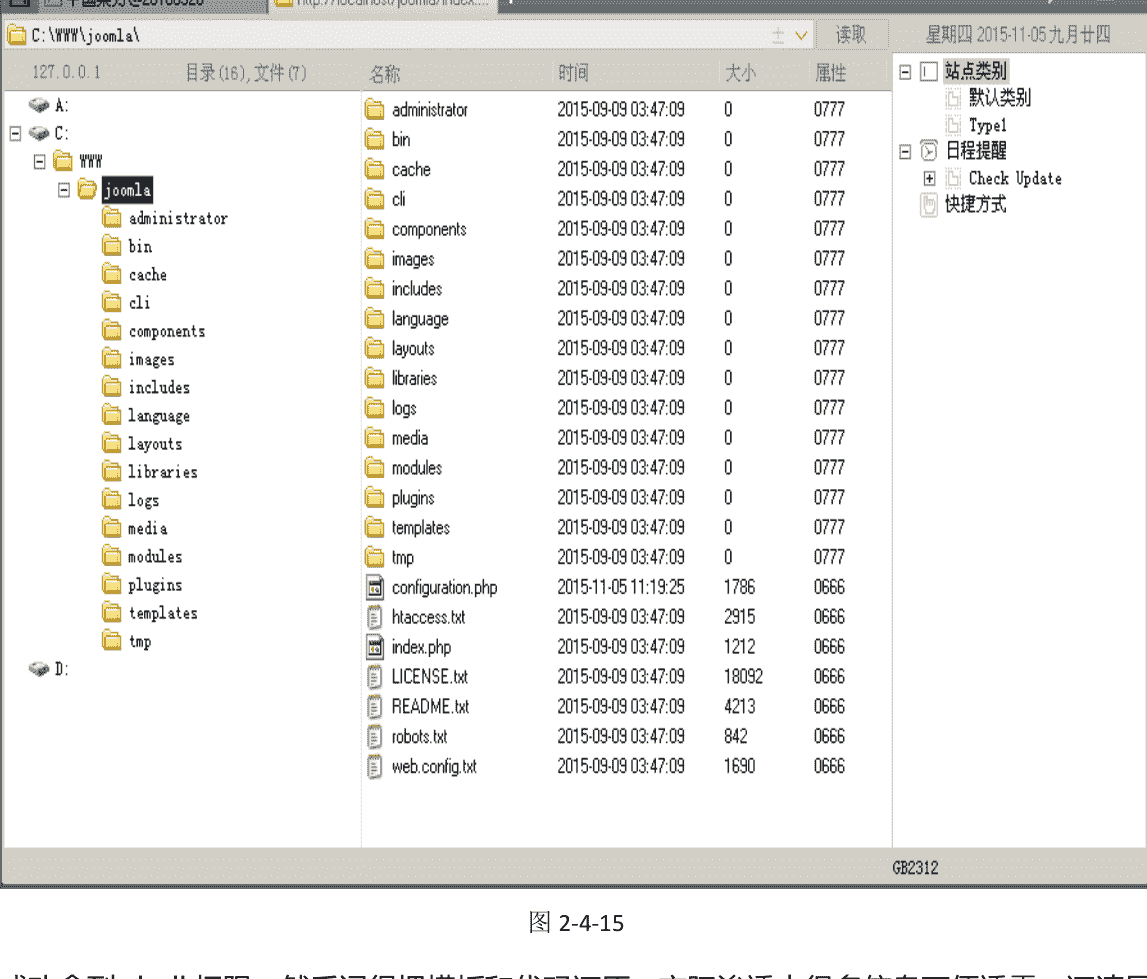 http://localhost/joomla/index....
C:\WWW\joomla\
读取
星期四 2015-11-05 九月廿四
127.0.0.1 目录(16),文件(7)
名称 时间 大小 属性
A:
C:
WWW
joomla
administrator
bin
cache
cli
components
images
includes
language
layouts
libraries
logs
media
modules
plugins
templates
tmp
D:
administrator 2015-09-09 03:47:09 0 0777
bin 2015-09-09 03:47:09 0 0777
cache 2015-09-09 03:47:09 0 0777
cli 2015-09-09 03:47:09 0 0777
components 2015-09-09 03:47:09 0 0777
images 2015-09-09 03:47:09 0 0777
includes 2015-09-09 03:47:09 0 0777
language 2015-09-09 03:47:09 0 0777
layouts 2015-09-09 03:47:09 0 0777
libraries 2015-09-09 03:47:09 0 0777
logs 2015-09-09 03:47:09 0 0777
media 2015-09-09 03:47:09 0 0777
modules 2015-09-09 03:47:09 0 0777
plugins 2015-09-09 03:47:09 0 0777
templates 2015-09-09 03:47:09 0 0777
tmp 2015-09-09 03:47:09 0 0777
configuration.php 2015-11-05 11:19:25 1786 0666
htaccess.txt 2015-09-09 03:47:09 2915 0666
index.php 2015-09-09 03:47:09 1212 0666
LICENSE.txt 2015-09-09 03:47:09 18092 0666
README.txt 2015-09-09 03:47:09 4213 0666
robots.txt 2015-09-09 03:47:09 842 0666
web.config.txt 2015-09-09 03:47:09 1690 0666
站点类别
默认类别
Type1
日程提醒
Check Update
快捷方式
GB2312
图 2-4-15